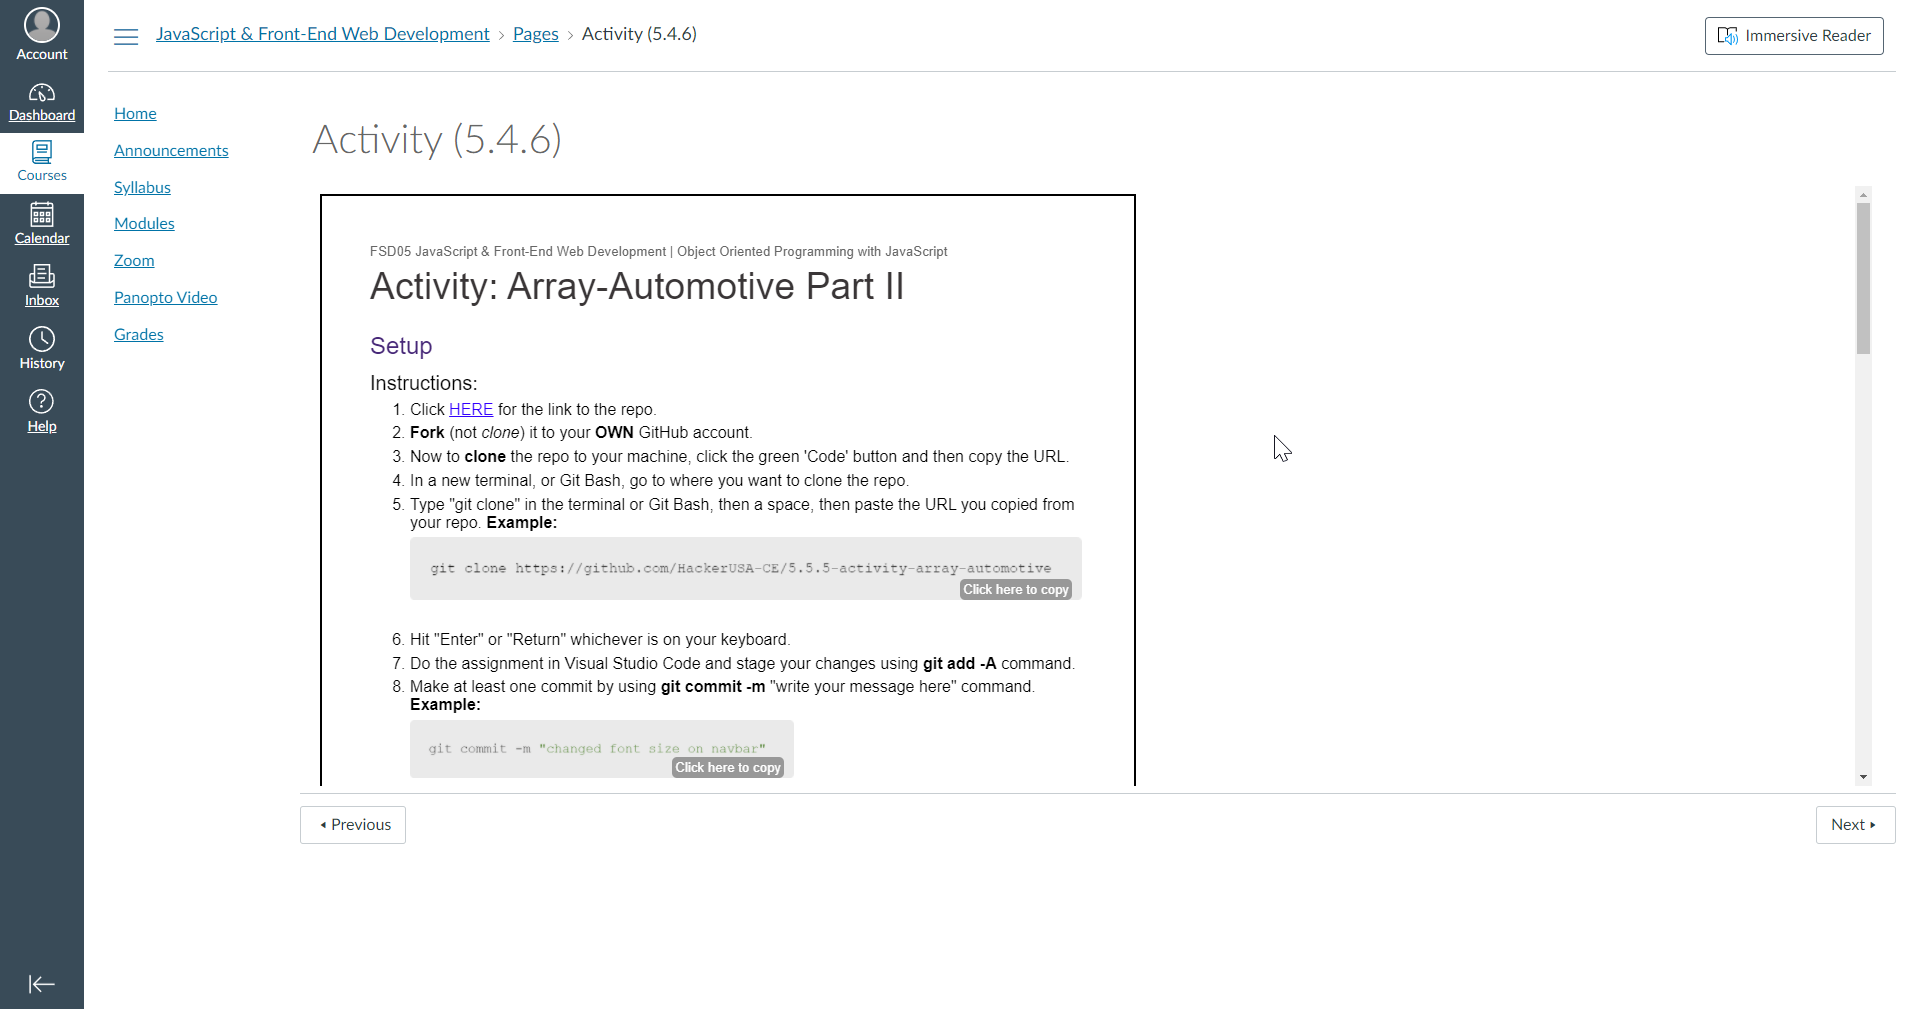 Account
Dashboard
Courses
Calendar
Inbox
History
Help
JavaScript & Front-End Web Development › Pages › Activity (5.4.6)
Immersive Reader
Home
Announcements
Syllabus
Modules
Zoom
Panopto Video
Grades
Activity (5.4.6)
FSD05 JavaScript & Front-End Web Development | Object Oriented Programming with JavaScript
Activity: Array-Automotive Part II
Setup
Instructions:
1. Click HERE for the link to the repo.
2. Fork (not clone) it to your OWN GitHub account.
3. Now to clone the repo to your machine, click the green 'Code' button and then copy the URL.
4. In a new terminal, or Git Bash, go to where you want to clone the repo.
5. Type "git clone" in the terminal or Git Bash, then a space, then paste the URL you copied from
your repo. Example:
git clone https://github.com/HackerUSA-CE/5.5.5-activity-array-automotive
Click here to copy
6. Hit "Enter" or "Return" whichever is on your keyboard.
7. Do the assignment in Visual Studio Code and stage your changes using git add -A command.
8. Make at least one commit by using git commit -m "write your message here" command.
Example:
git commit -m "changed font size on navbar"
Click here to copy
Previous
Next